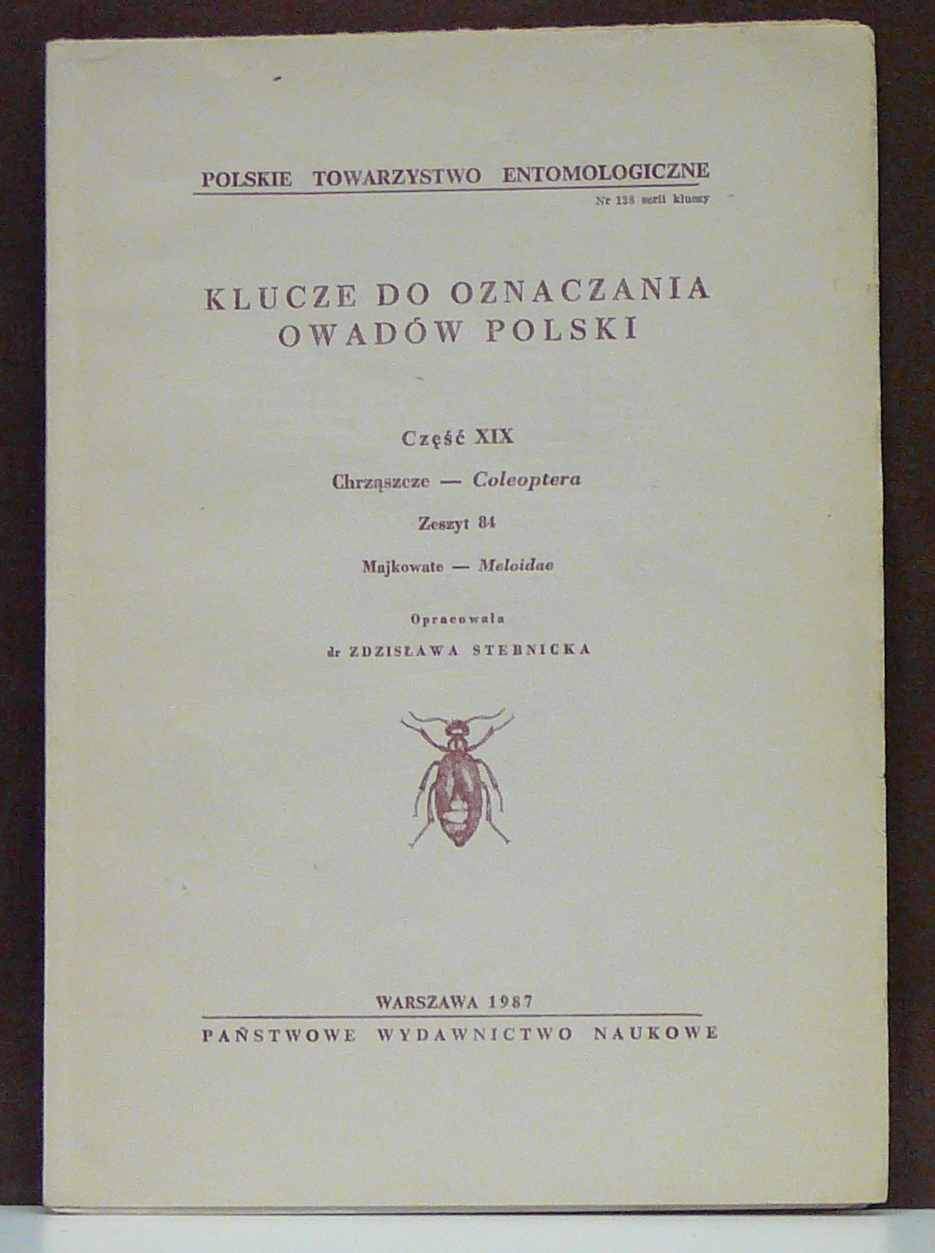 POLSKIE TOWARZYSTWO ENTOMOLOGICZNE
Nr 138 serii kluczy
KLUCZE DO OZNACZANIA
OWADÓW POLSKI
Część XIX
Chrząszcze — Coleoptera
Zeszyt 84
Majkowate — Meloidae
Opracowała
dr ZDZISŁAWA STEBNICKA
WARSZAWA 1987
PAŃSTWOWE WYDAWNICTWO NAUKOWE